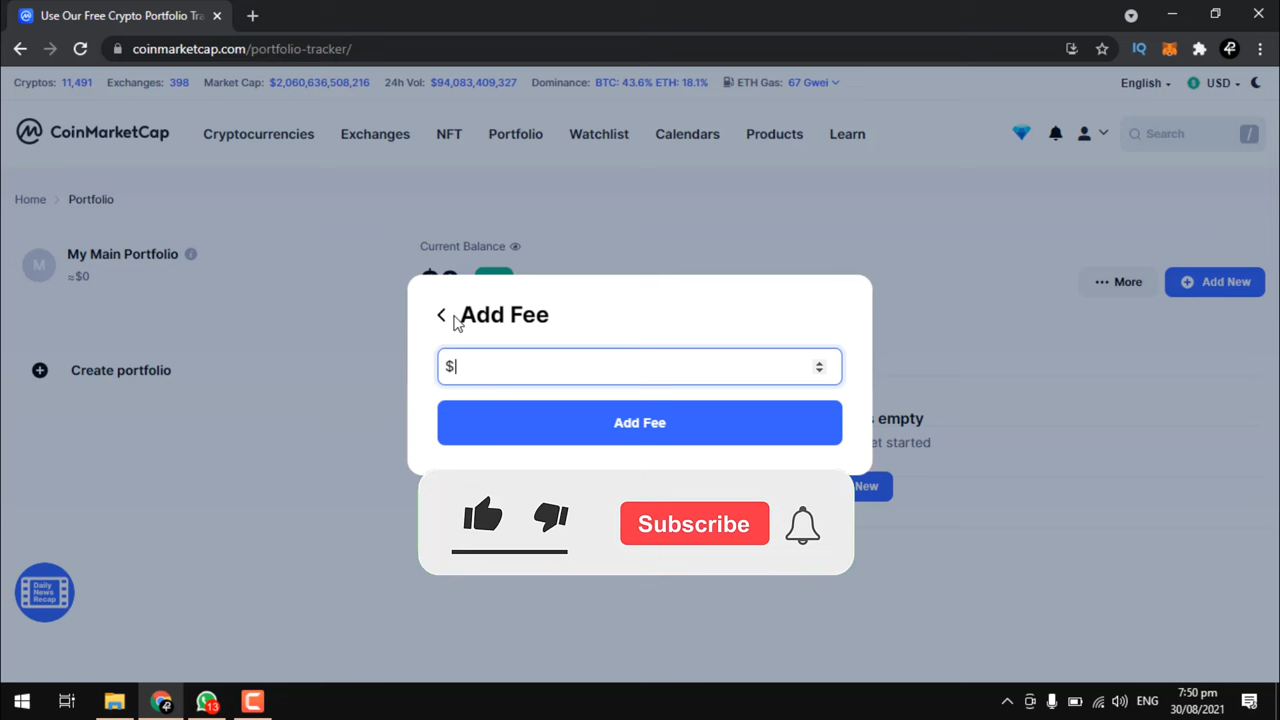 Use Our Free Crypto Portfolio Tra
coinmarketcap.com/portfolio-tracker/
IQ
Cryptos: 11,491 Exchanges: 398 Market Cap: $2,060,636,508,216 24h Vol: $94,083,409,327 Dominance: BTC: 43.6% ETH: 18.1% ETH Gas: 67 Gwei English USD
CoinMarketCap Cryptocurrencies Exchanges NFT Portfolio Watchlist Calendars Products Learn Search /
Home Portfolio
Current Balance
M My Main Portfolio
≈$0
More Add New
Add Fee
$
Create portfolio
Add Fee
s empty
et started
New
Subscribe
Daily
News
Recap
13
ENG
7:50 pm
30/08/2021